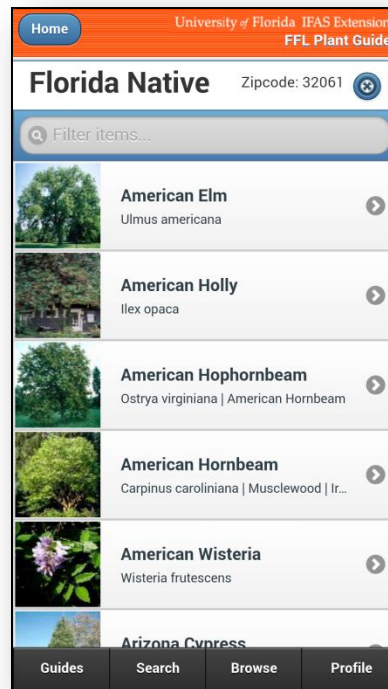 Home
University of Florida IFAS Extension
FFL Plant Guide
Florida Native
Zipcode: 32061
Filter items...
American Elm
Ulmus americana
American Holly
Ilex opaca
American Hophornbeam
Ostrya virginiana | American Hornbeam
American Hornbeam
Carpinus caroliniana | Musclewood | Ir...
American Wisteria
Wisteria frutescens
Arizona Cypress
Guides Search Browse Profile